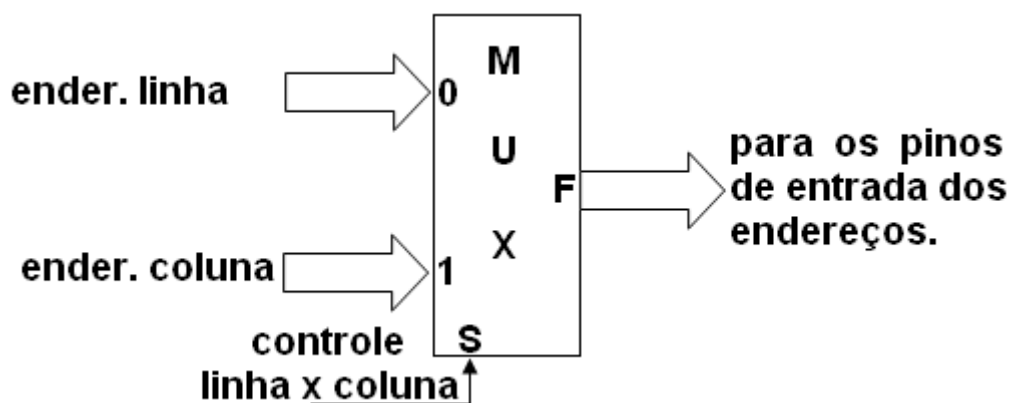 ender. linha
0
M
U
X
F
para os pinos
de entrada dos
endereços.
ender. coluna
1
S
controle
linha x coluna